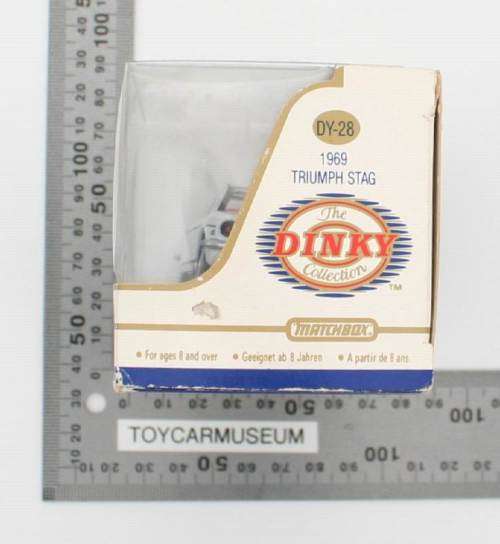 DY-28
1969
TRIUMPH STAG
The
DINKY
Collection
TM
MATCHBOX
• For ages 8 and over • Geeignet ab 8 Jahren • A partir de 8 ans
TOYCARMUSEUM